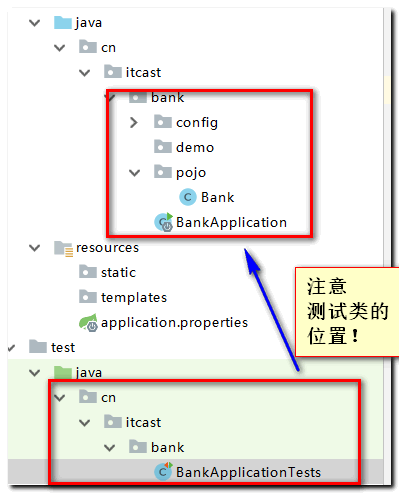 java
cn
itcast
bank
config
demo
pojo
Bank
BankApplication
resources
static
templates
application.properties
注意
测试类的
位置！
test
java
cn
itcast
bank
BankApplicationTests